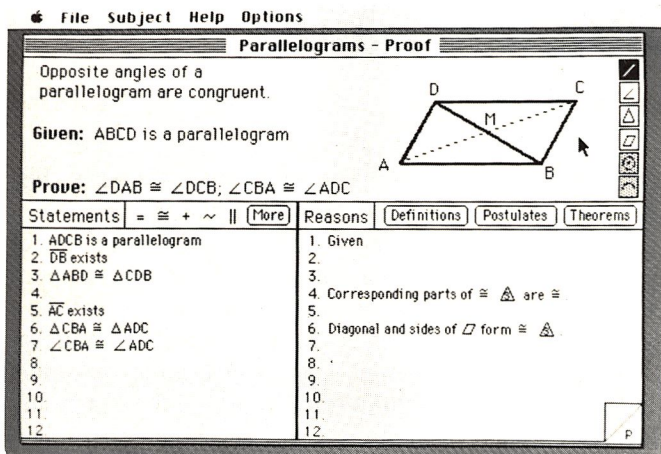 File Subject Help Options
Parallelograms - Proof
Opposite angles of a
parallelogram are congruent.
Given: ABCD is a parallelogram
Prove: ∠DAB ≅ ∠DCB; ∠CBA ≅ ∠ADC
D C
M
A B
Statements = ≅ + ~ || More
1. ADCB is a parallelogram
2. DB exists
3. △ABD ≅ △CDB
4.
5. AC exists
6. △CBA ≅ △ADC
7. ∠CBA ≅ ∠ADC
8.
9.
10.
11.
12.
Reasons Definitions Postulates Theorems
1. Given
2.
3.
4. Corresponding parts of ≅ △ are ≅
5.
6. Diagonal and sides of ▱ form ≅ △
7.
8.
9.
10.
11.
12.
P